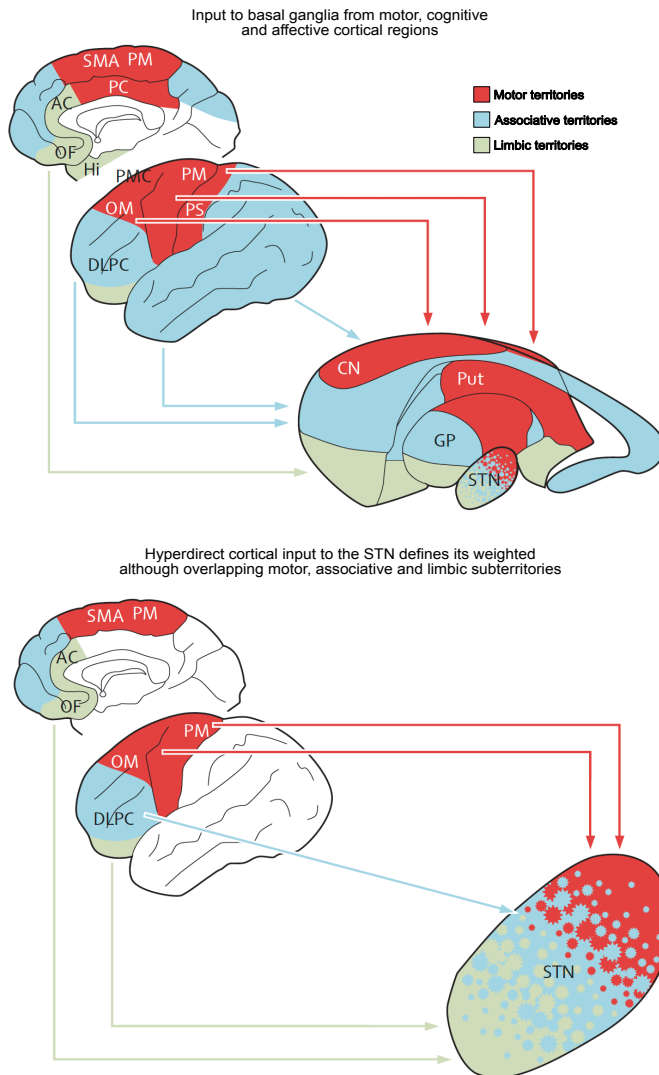 Input to basal ganglia from motor, cognitive
and affective cortical regions
SMA PM
PC
AC
OF
Hi
Motor territories
Associative territories
Limbic territories
PMC
PM
OM
PS
DLPC
CN
Put
GP
STN
Hyperdirect cortical input to the STN defines its weighted
although overlapping motor, associative and limbic subterritories
SMA PM
AC
OF
PM
OM
DLPC
STN